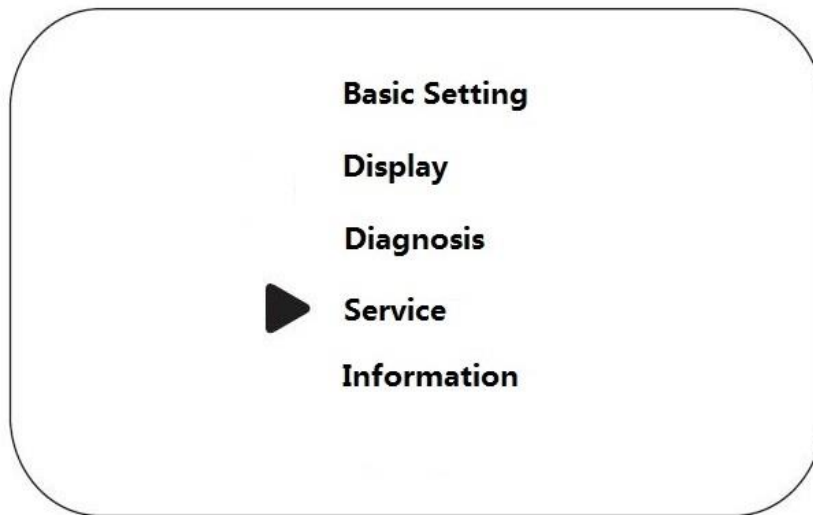 Basic Setting
Display
Diagnosis
Service
Information